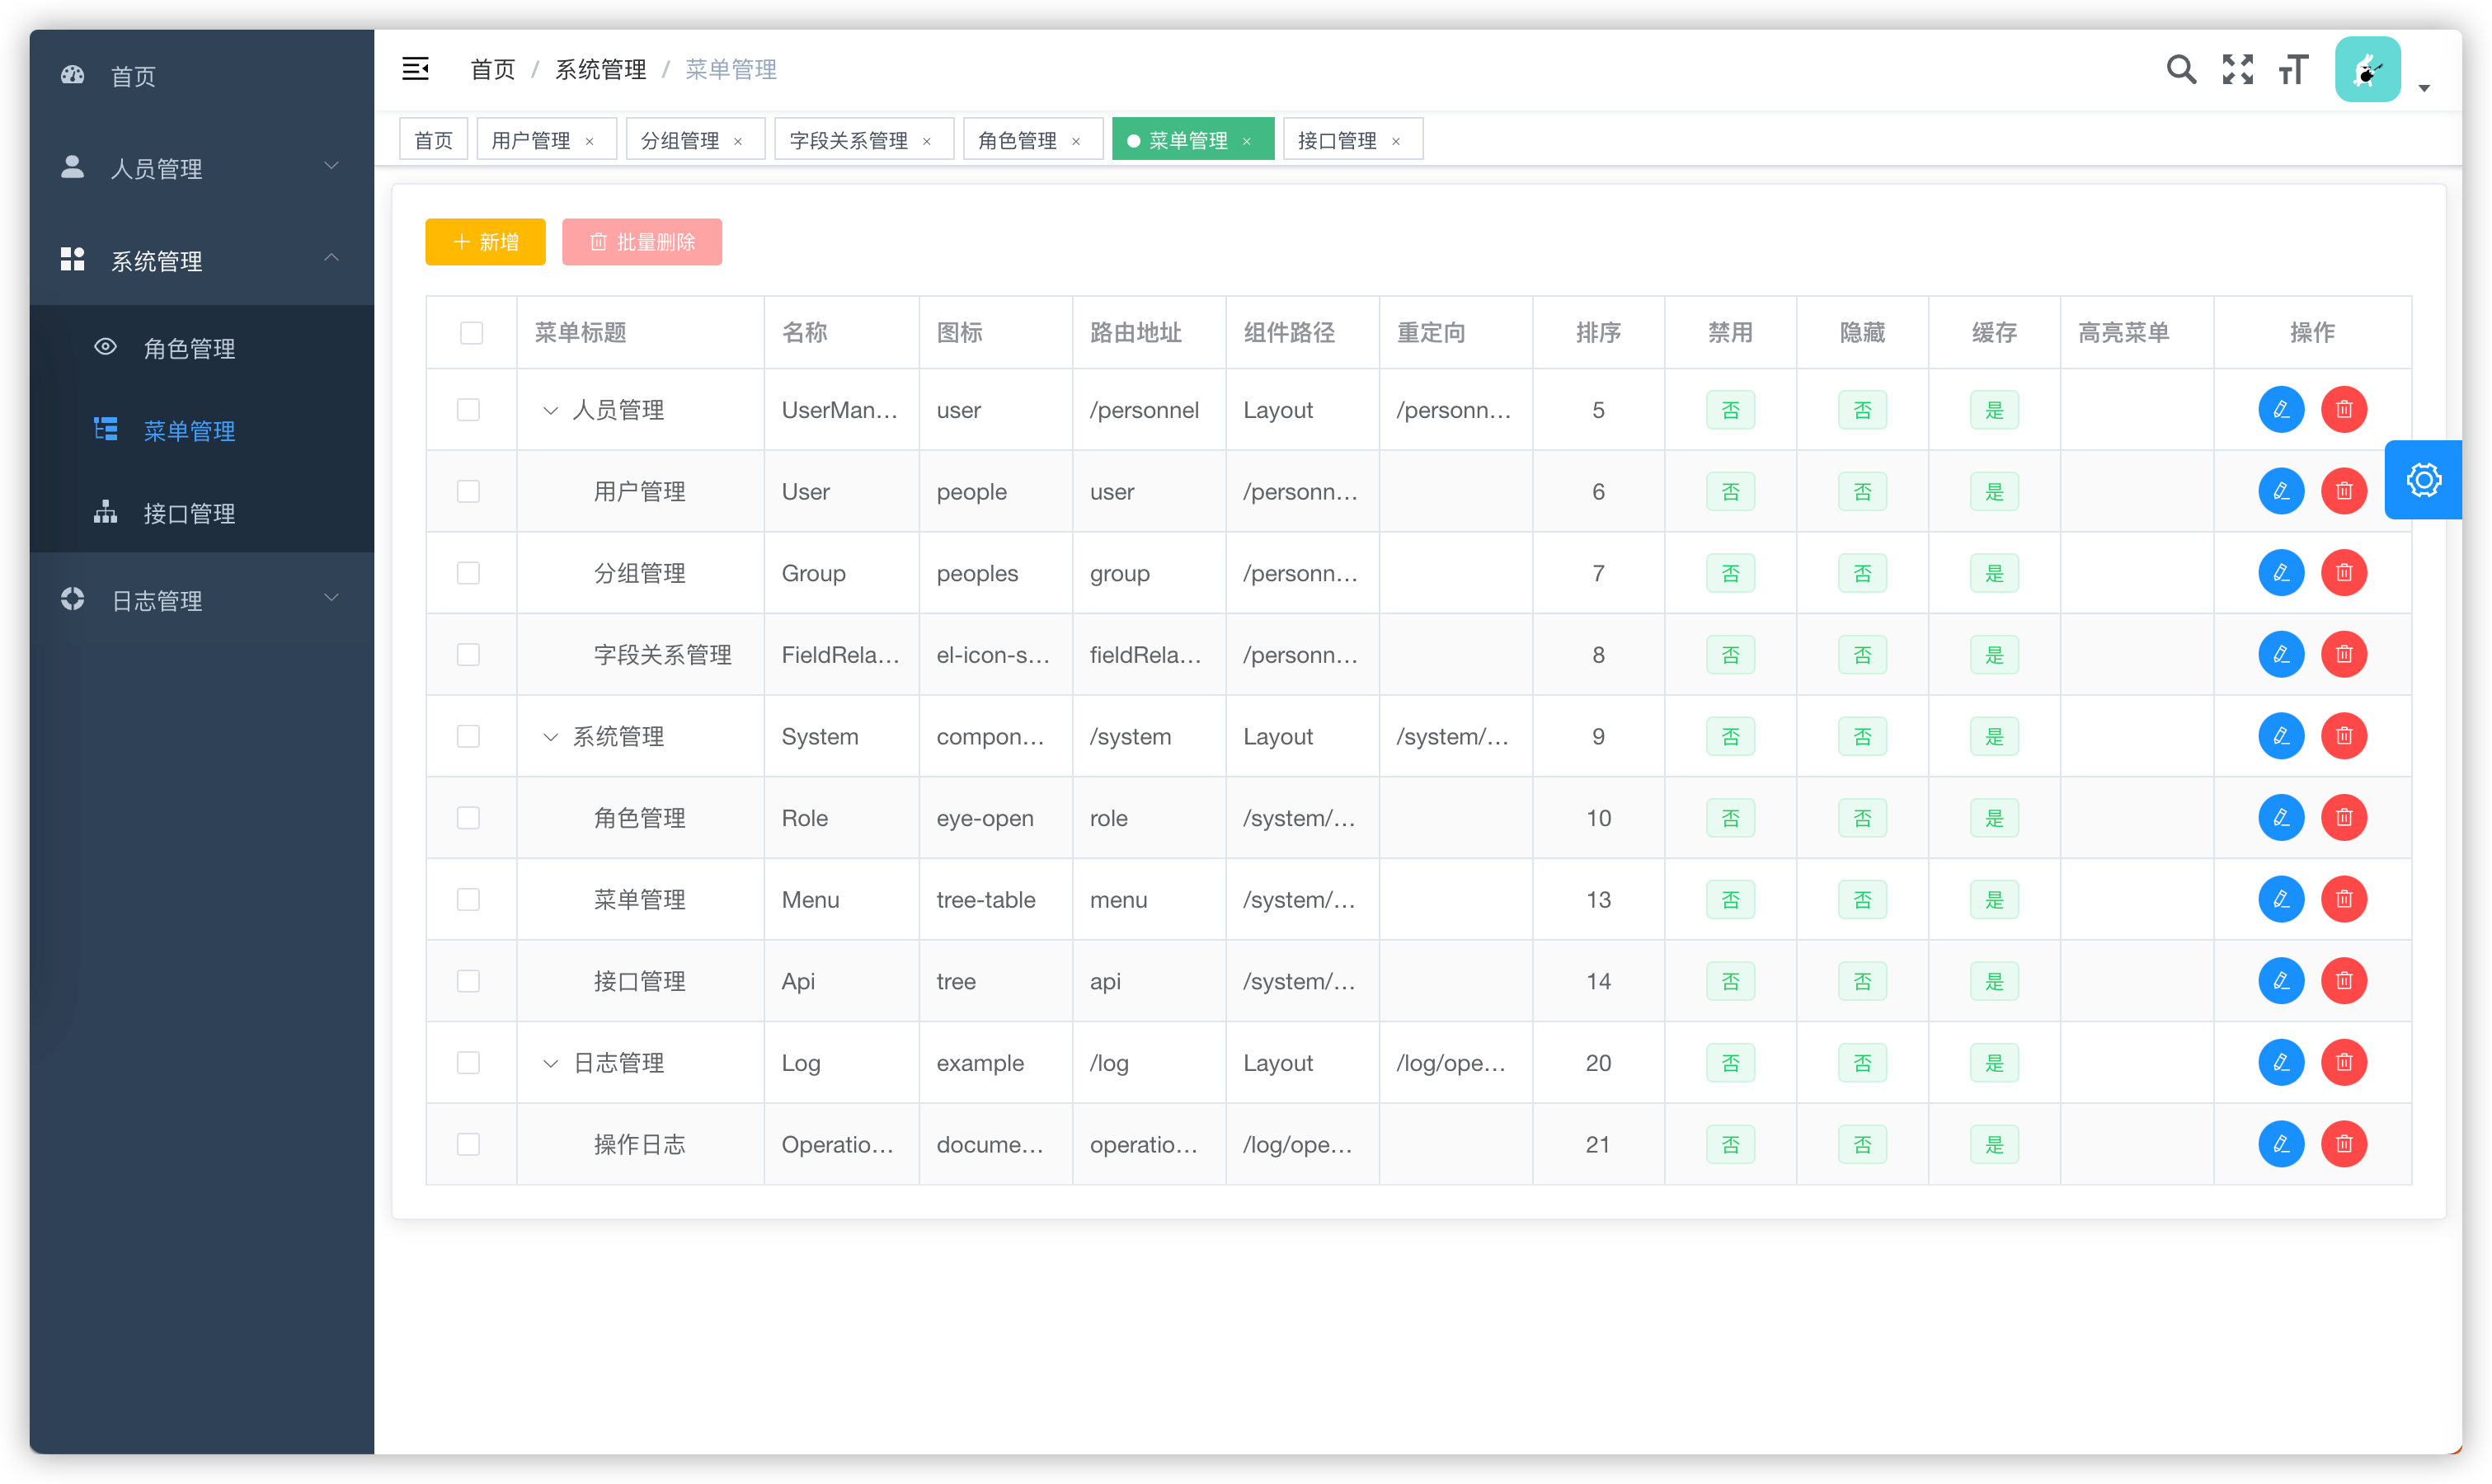 首页
人员管理
系统管理
角色管理
菜单管理
接口管理
日志管理
首页 / 系统管理 / 菜单管理
首页 用户管理 × 分组管理 × 字段关系管理 × 角色管理 × 菜单管理 × 接口管理 ×
新增 批量删除
菜单标题 名称 图标 路由地址 组件路径 重定向 排序 禁用 隐藏 缓存 高亮菜单 操作
人员管理 UserMan... user /personnel Layout /personn... 5 否 否 是
用户管理 User people user /personn... 6 否 否 是
分组管理 Group peoples group /personn... 7 否 否 是
字段关系管理 FieldRela... el-icon-s... fieldRela... /personn... 8 否 否 是
系统管理 System compon... /system Layout /system/... 9 否 否 是
角色管理 Role eye-open role /system/... 10 否 否 是
菜单管理 Menu tree-table menu /system/... 13 否 否 是
接口管理 Api tree api /system/... 14 否 否 是
日志管理 Log example /log Layout /log/ope... 20 否 否 是
操作日志 Operatio... docume... operatio... /log/ope... 21 否 否 是